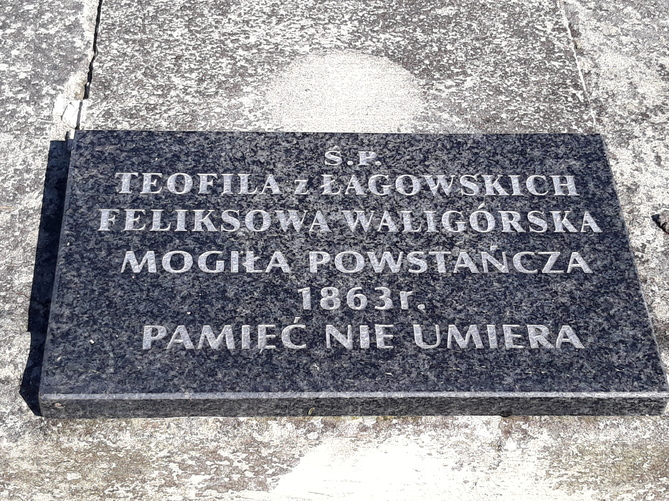 Ś.P.
TEOFILA z ŁAGOWSKICH
FELIKSOWA WALIGÓRSKA
MOGIŁA POWSTAŃCZA
1863r.
PAMIĘĆ NIE UMIERA